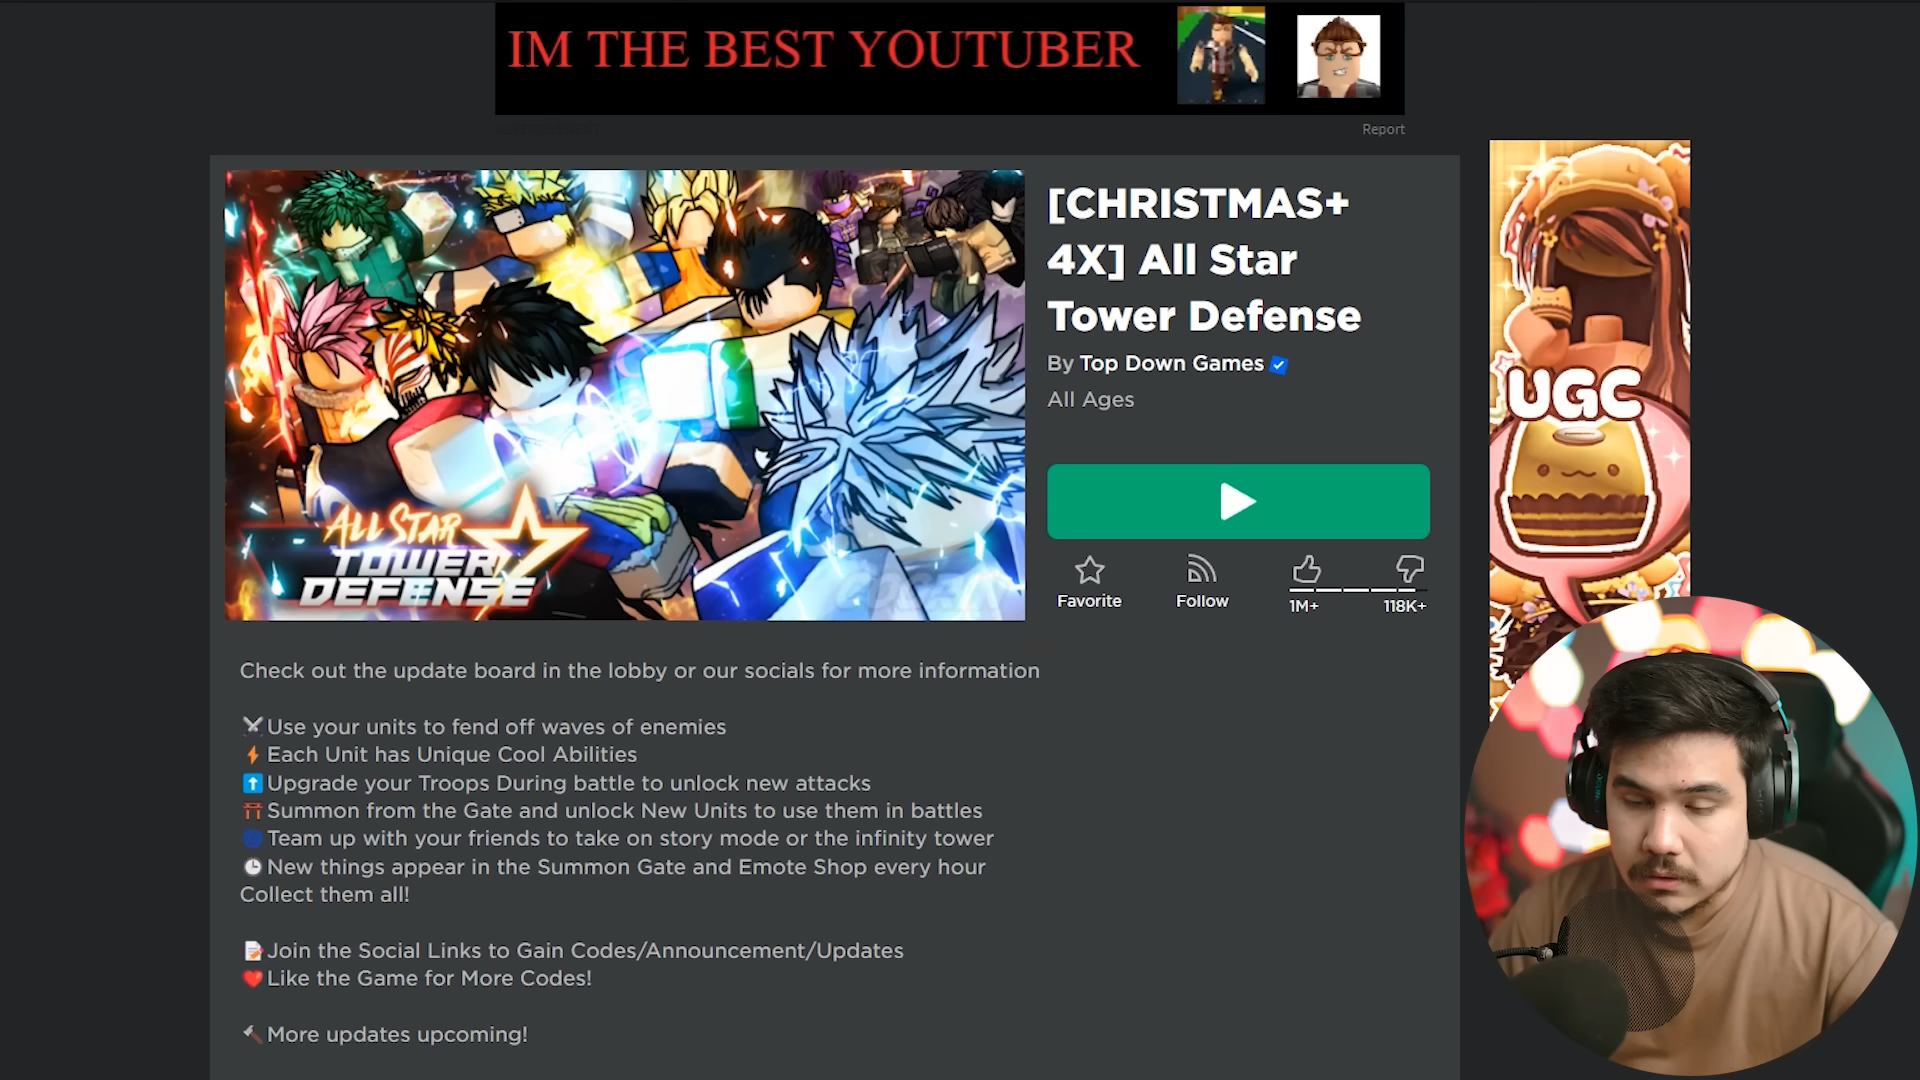 IM THE BEST YOUTUBER
ADVERTISEMENT
Report
[CHRISTMAS+
4X] All Star
Tower Defense
By Top Down Games
All Ages
ALL STAR
TOWER
DEFENSE
Favorite
Follow
1M+
118K+
UGC
Check out the update board in the lobby or our socials for more information
Use your units to fend off waves of enemies
Each Unit has Unique Cool Abilities
Upgrade your Troops During battle to unlock new attacks
Summon from the Gate and unlock New Units to use them in battles
Team up with your friends to take on story mode or the infinity tower
New things appear in the Summon Gate and Emote Shop every hour
Collect them all!
Join the Social Links to Gain Codes/Announcement/Updates
Like the Game for More Codes!
More updates upcoming!